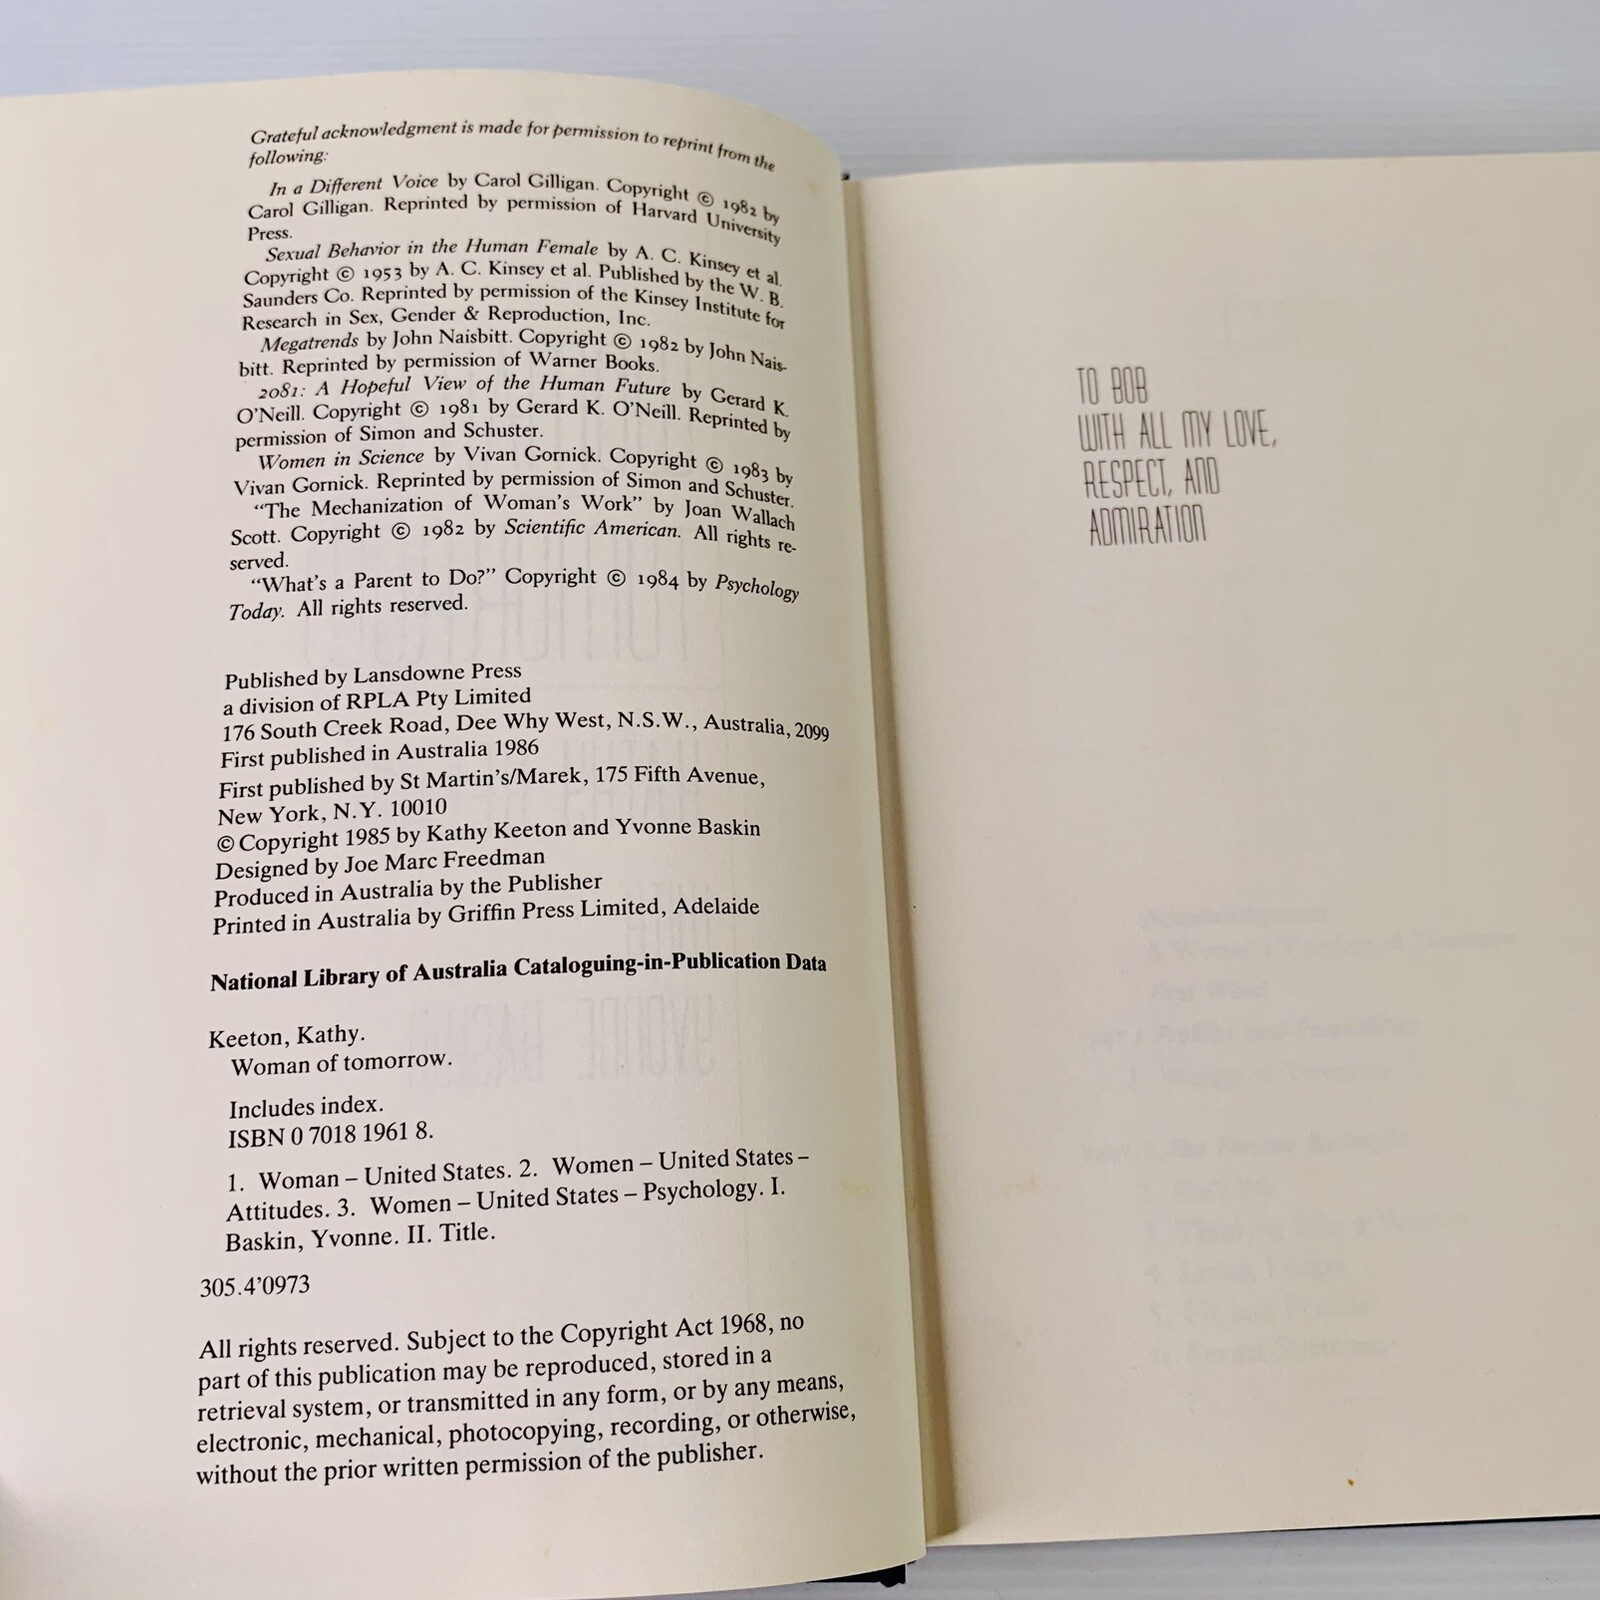 Grateful acknowledgment is made for permission to reprint from the
following:
In a Different Voice by Carol Gilligan. Copyright © 1982 by
Carol Gilligan. Reprinted by permission of Harvard University
Press.
Sexual Behavior in the Human Female by A. C. Kinsey et al.
Copyright © 1953 by A. C. Kinsey et al. Published by the W. B.
Saunders Co. Reprinted by permission of the Kinsey Institute for
Research in Sex, Gender & Reproduction, Inc.
Megatrends by John Naisbitt. Copyright © 1982 by John Nais-
bitt. Reprinted by permission of Warner Books.
2081: A Hopeful View of the Human Future by Gerard K.
O'Neill. Copyright © 1981 by Gerard K. O'Neill. Reprinted by
permission of Simon and Schuster.
Women in Science by Vivan Gornick. Copyright © 1983 by
Vivan Gornick. Reprinted by permission of Simon and Schuster.
"The Mechanization of Woman's Work" by Joan Wallach
Scott. Copyright © 1982 by Scientific American. All rights re-
served.
"What's a Parent to Do?" Copyright © 1984 by Psychology
Today. All rights reserved.
Published by Lansdowne Press
a division of RPLA Pty Limited
176 South Creek Road, Dee Why West, N.S.W., Australia, 2099
First published in Australia 1986
First published by St Martin's/Marek, 175 Fifth Avenue,
New York, N.Y. 10010
© Copyright 1985 by Kathy Keeton and Yvonne Baskin
Designed by Joe Marc Freedman
Produced in Australia by the Publisher
Printed in Australia by Griffin Press Limited, Adelaide
National Library of Australia Cataloguing-in-Publication Data
Keeton, Kathy.
Woman of tomorrow.
Includes index.
ISBN 0 7018 1961 8.
1. Woman – United States. 2. Women – United States –
Attitudes. 3. Women – United States – Psychology. I.
Baskin, Yvonne. II. Title.
305.4'0973
All rights reserved. Subject to the Copyright Act 1968, no
part of this publication may be reproduced, stored in a
retrieval system, or transmitted in any form, or by any means,
electronic, mechanical, photocopying, recording, or otherwise,
without the prior written permission of the publisher.
TO BOB
WITH ALL MY LOVE,
RESPECT, AND
ADMIRATION